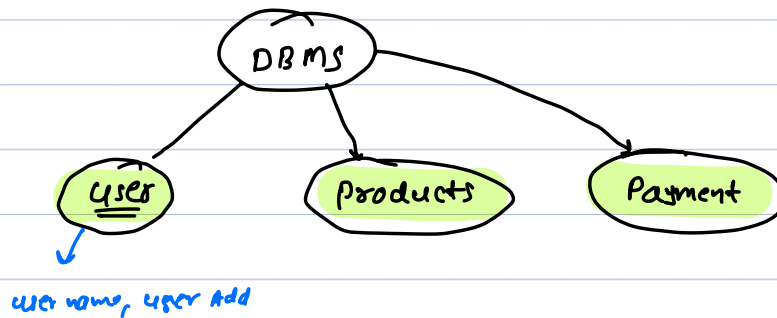 DBMS
user
Products
Payment
user name, user Add